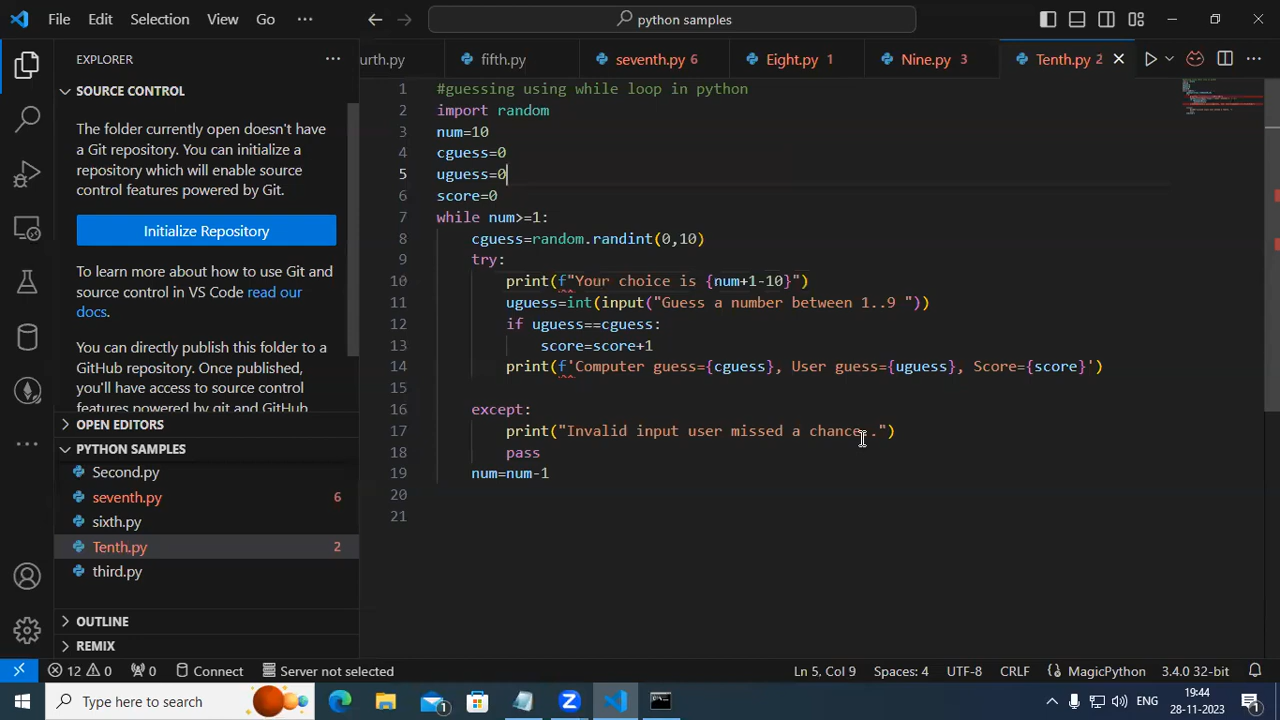 File Edit Selection View Go ··· python samples
EXPLORER
urth.py fifth.py seventh.py 6 Eight.py 1 Nine.py 3 Tenth.py 2
SOURCE CONTROL
The folder currently open doesn't have
a Git repository. You can initialize a
repository which will enable source
control features powered by Git.
Initialize Repository
To learn more about how to use Git and
source control in VS Code read our
docs.
You can directly publish this folder to a
GitHub repository. Once published,
you'll have access to source control
features powered by git and GitHub
OPEN EDITORS
PYTHON SAMPLES
Second.py
seventh.py 6
sixth.py
Tenth.py 2
third.py
OUTLINE
REMIX
1 #guessing using while loop in python
2 import random
3 num=10
4 cguess=0
5 uguess=0
6 score=0
7 while num>=1:
8 cguess=random.randint(0,10)
9 try:
10 print(f"Your choice is {num+1-10}")
11 uguess=int(input("Guess a number between 1..9 "))
12 if uguess==cguess:
13 score=score+1
14 print(f'Computer guess={cguess}, User guess={uguess}, Score={score}')
15
16 except:
17 print("Invalid input user missed a chance..")
18 pass
19 num=num-1
20
21
12 0 0 Connect Server not selected Ln 5, Col 9 Spaces: 4 UTF-8 CRLF MagicPython 3.4.0 32-bit
Type here to search 1 ENG 19:44 28-11-2023 1